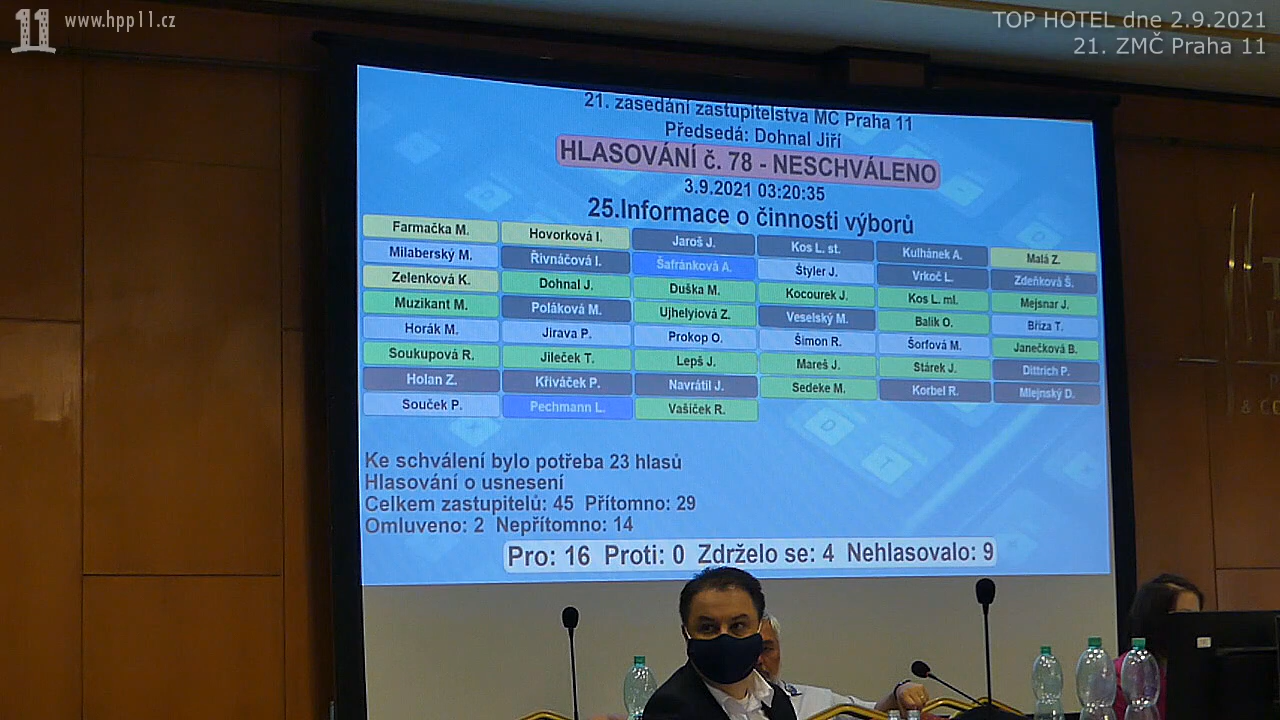 11 www.hpp11.cz
TOP HOTEL dne 2.9.2021
21. ZMČ Praha 11
21. zasedání zastupitelstva MČ Praha 11
Předsedá: Dohnal Jiří
HLASOVÁNÍ č. 78 - NESCHVÁLENO
3.9.2021 03:20:35
25.Informace o činnosti výborů
Farmačka M. Hovorková I. Jaroš J. Kos L. st. Kulhánek A. Malá Z.
Milaberský M. Řivnáčová I. Šafránková A. Štyler J. Vrkoč L. Zdeňková Š.
Zelenková K. Dohnal J. Duška M. Kocourek J. Kos L. ml. Mejsnar J.
Muzikant M. Poláková M. Ujhelyiová Z. Veselský M. Balík O. Bříza T.
Horák M. Jirava P. Prokop O. Šimon R. Šorfová M. Janečková B.
Soukupová R. Jileček T. Lepš J. Mareš J. Stárek J. Dittrich P.
Holan Z. Křiváček P. Navrátil J. Sedeke M. Korbel R. Mlejnský D.
Souček P. Pechmann L. Vašíček R.
Ke schválení bylo potřeba 23 hlasů
Hlasování o usnesení
Celkem zastupitelů: 45 Přítomno: 29
Omluveno: 2 Nepřítomno: 14
Pro: 16 Proti: 0 Zdrželo se: 4 Nehlasovalo: 9